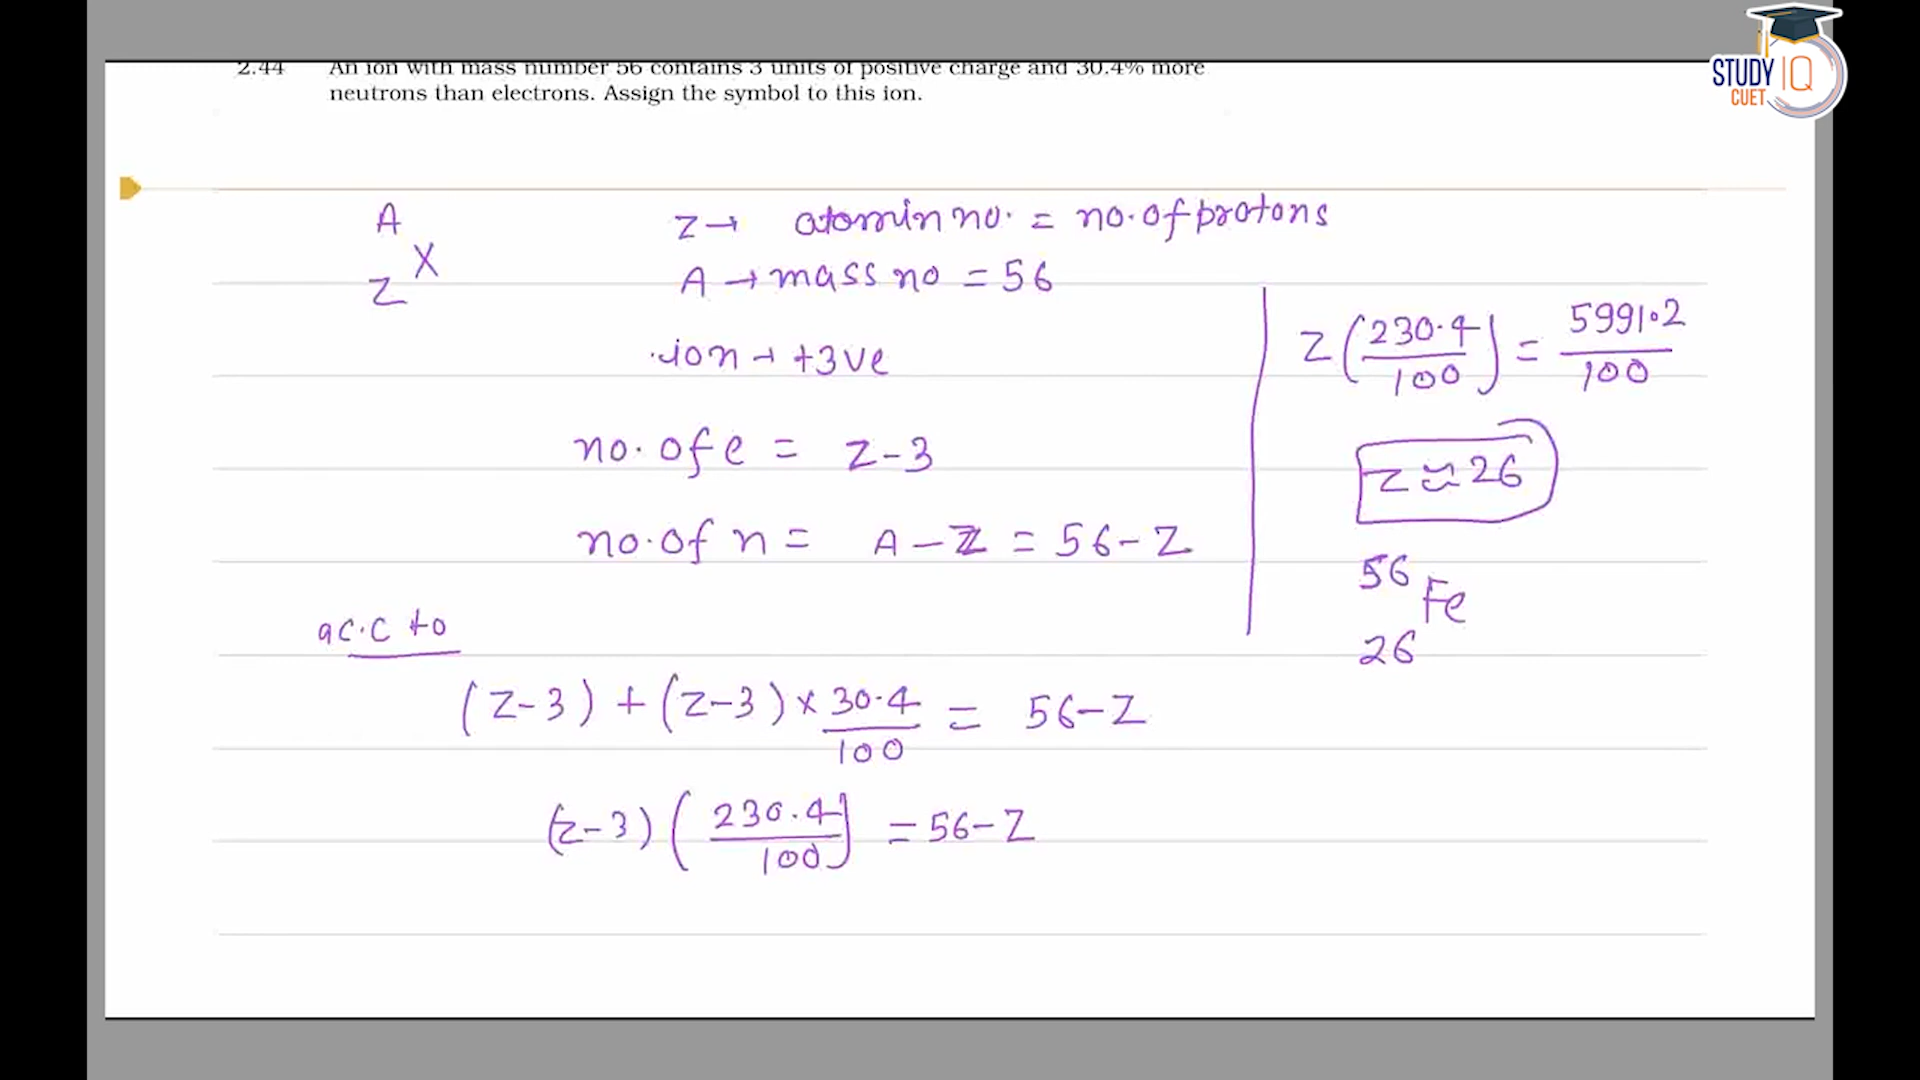 2.44 An ion with mass number 56 contains 3 units of positive charge and 30.4% more
neutrons than electrons. Assign the symbol to this ion.
STUDY IQ
CUET
A
X
Z
Z → atomin no. = no. of protons
A → mass no = 56
ion → +3ve
no. of e = Z-3
no. of n = A - Z = 56 - Z
acc to
(Z-3) + (Z-3) × 30.4/100 = 56-Z
(Z-3) (230.4/100) = 56-Z
Z (230.4/100) = 5991.2/100
Z ≈ 26
56
Fe
26